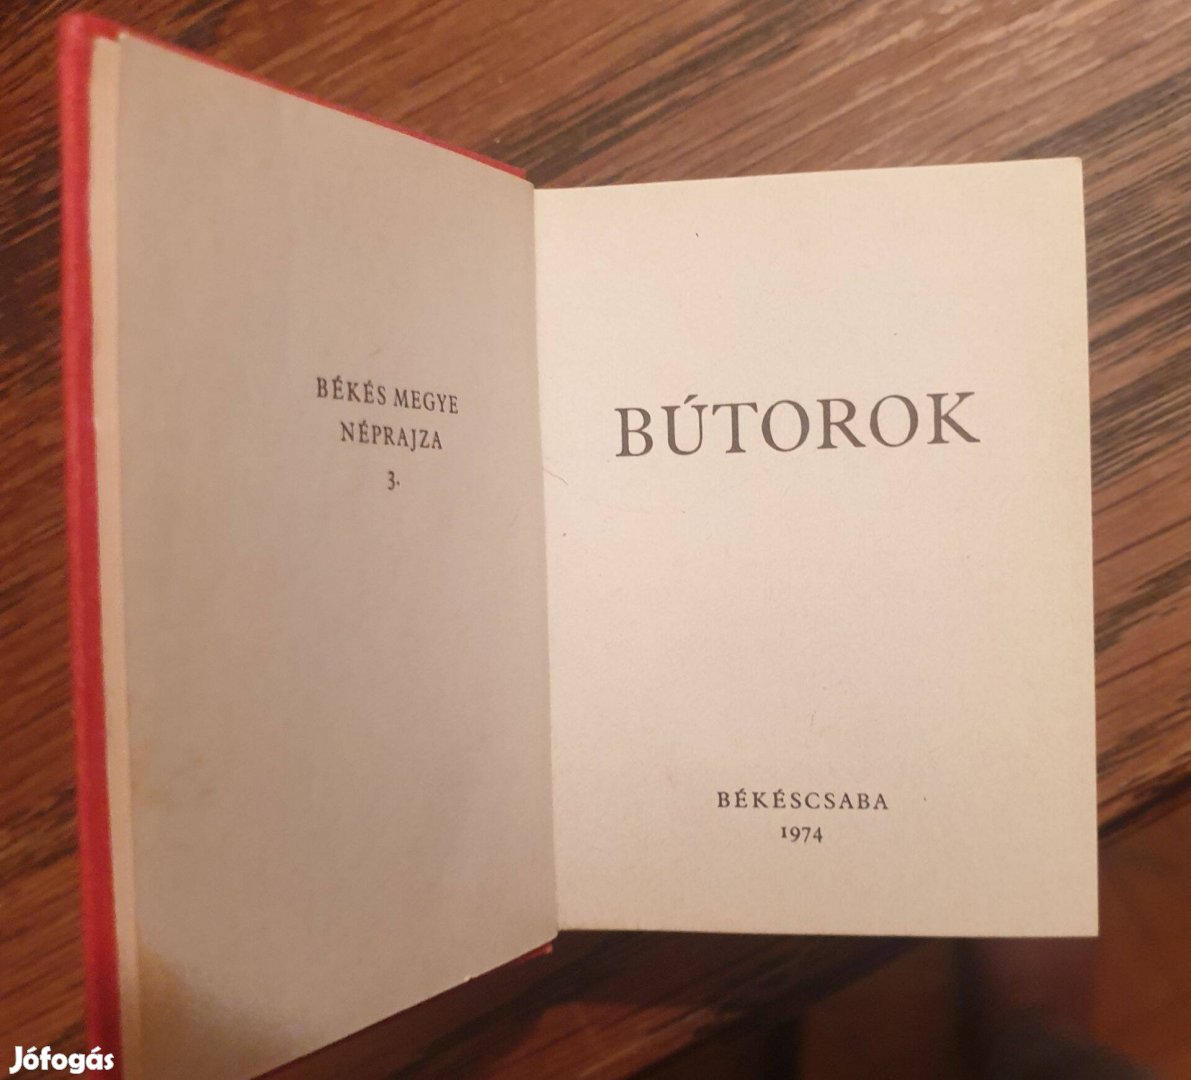 BÉKÉS MEGYE
NÉPRAJZA
3.
BÚTOROK
BÉKÉSCSABA
1974
Jófogás